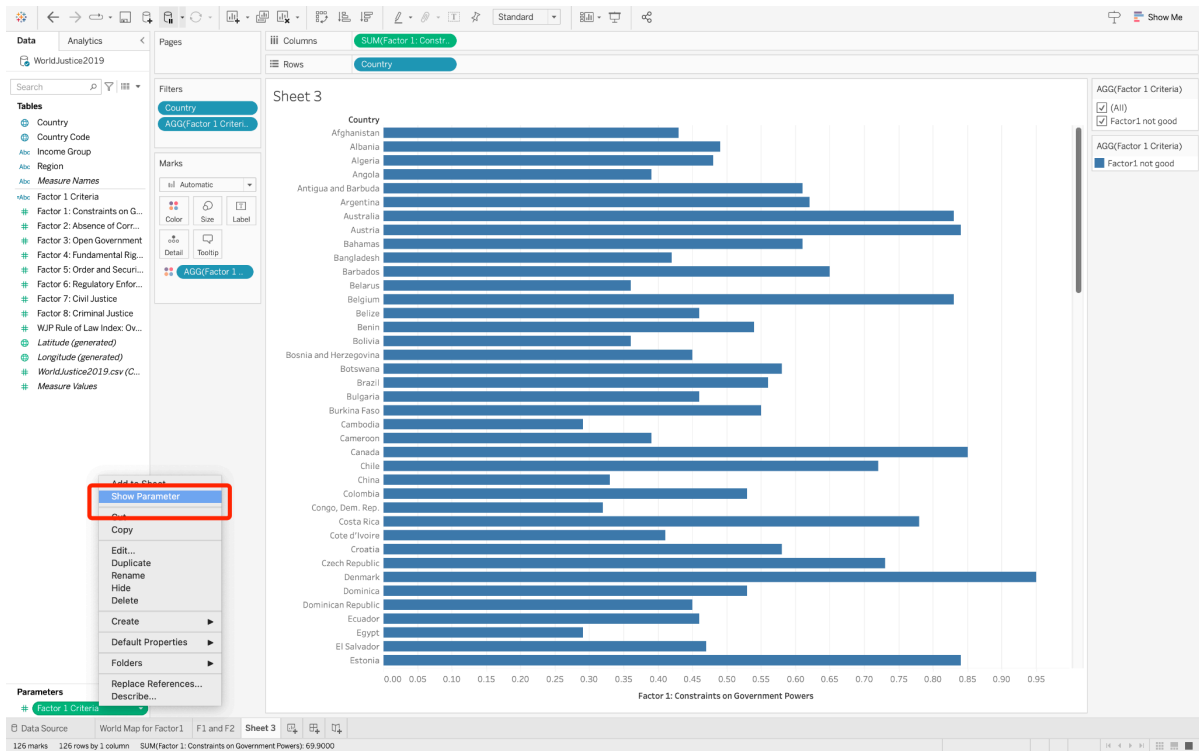 Standard
Show Me
Data
Analytics
Pages
Columns
SUM(Factor 1: Constr..
WorldJustice2019
Rows
Country
Search
Filters
Country
AGG(Factor 1 Criteri..
Tables
Country
Country Code
Abc Income Group
Abc Region
Abc Measure Names
=Abc Factor 1 Criteria
# Factor 1: Constraints on G...
# Factor 2: Absence of Corr...
# Factor 3: Open Government
# Factor 4: Fundamental Rig...
# Factor 5: Order and Securi...
# Factor 6: Regulatory Enfor...
# Factor 7: Civil Justice
# Factor 8: Criminal Justice
# WJP Rule of Law Index: Ov...
Latitude (generated)
Longitude (generated)
# WorldJustice2019.csv (C...
# Measure Values
Marks
Automatic
Color
Size
Label
Detail
Tooltip
AGG(Factor 1 ..
Sheet 3
Country
Afghanistan
Albania
Algeria
Angola
Antigua and Barbuda
Argentina
Australia
Austria
Bahamas
Bangladesh
Barbados
Belarus
Belgium
Belize
Benin
Bolivia
Bosnia and Herzegovina
Botswana
Brazil
Bulgaria
Burkina Faso
Cambodia
Cameroon
Canada
Chile
China
Colombia
Congo, Dem. Rep.
Costa Rica
Cote d'Ivoire
Croatia
Czech Republic
Denmark
Dominica
Dominican Republic
Ecuador
Egypt
El Salvador
Estonia
0.00 0.05 0.10 0.15 0.20 0.25 0.30 0.35 0.40 0.45 0.50 0.55 0.60 0.65 0.70 0.75 0.80 0.85 0.90 0.95
Factor 1: Constraints on Government Powers
AGG(Factor 1 Criteria)
(All)
Factor1 not good
AGG(Factor 1 Criteria)
Factor1 not good
Add to Sheet
Show Parameter
Cut
Copy
Edit...
Duplicate
Rename
Hide
Delete
Create
Default Properties
Folders
Replace References...
Describe...
Parameters
# Factor 1 Criteria
Data Source
World Map for Factor1
F1 and F2
Sheet 3
126 marks 126 rows by 1 column SUM(Factor 1: Constraints on Government Powers): 69.9000